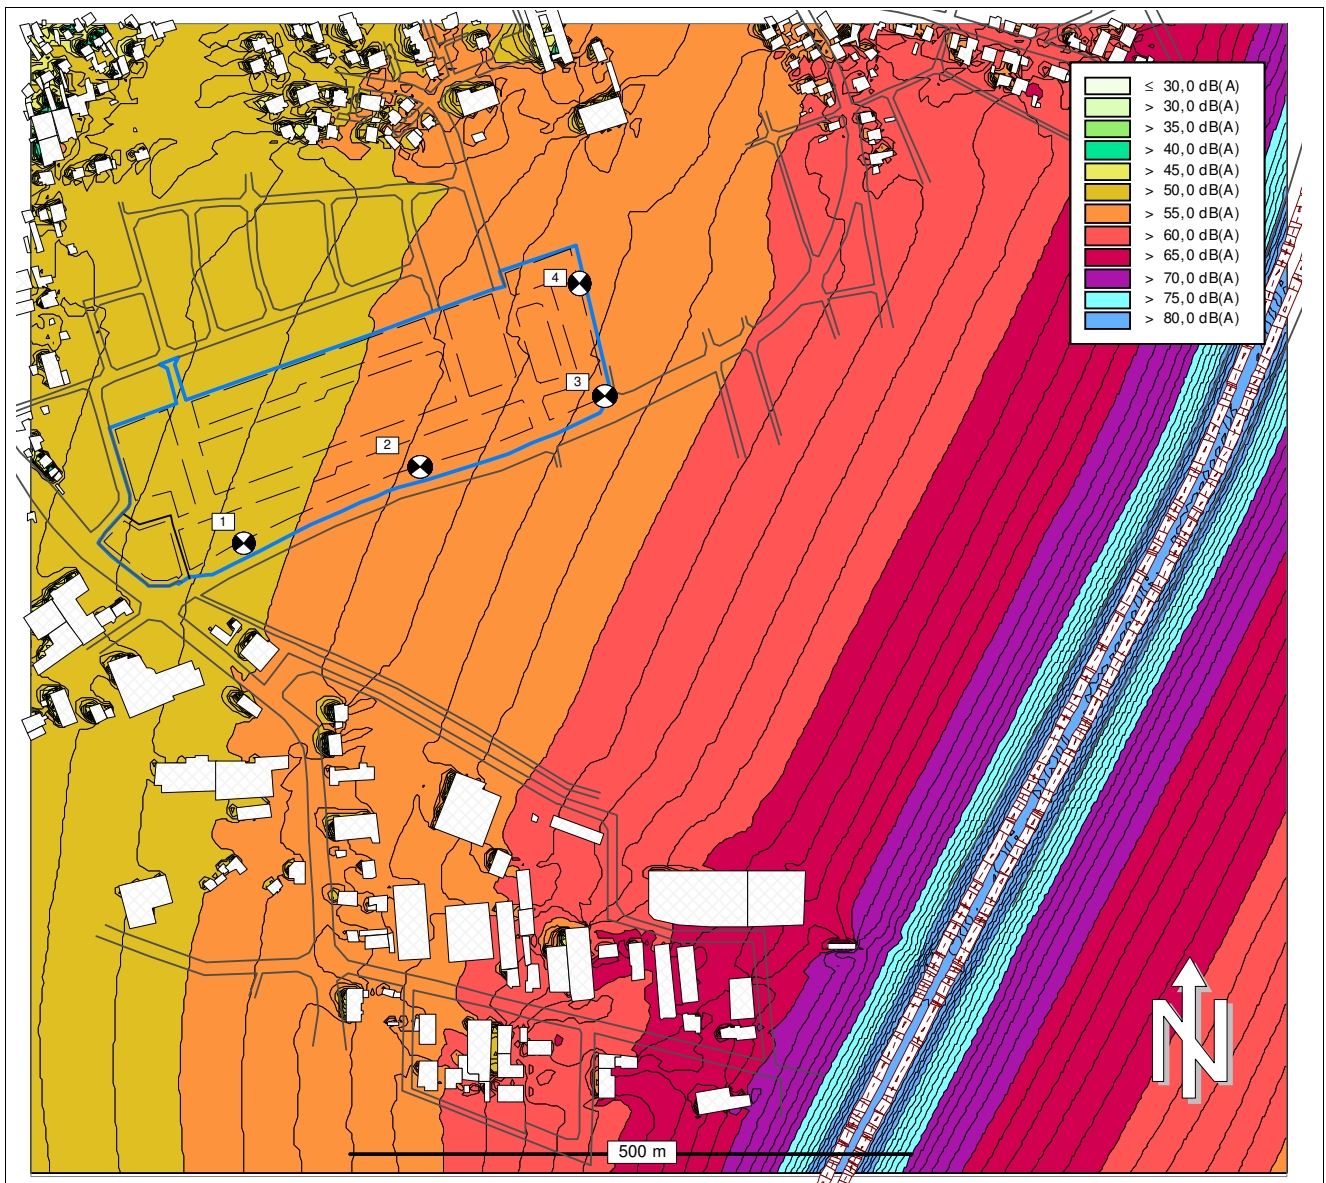 ≤ 30,0 dB(A)
> 30,0 dB(A)
> 35,0 dB(A)
> 40,0 dB(A)
> 45,0 dB(A)
> 50,0 dB(A)
> 55,0 dB(A)
> 60,0 dB(A)
> 65,0 dB(A)
> 70,0 dB(A)
> 75,0 dB(A)
> 80,0 dB(A)
4
3
2
1
N
500 m